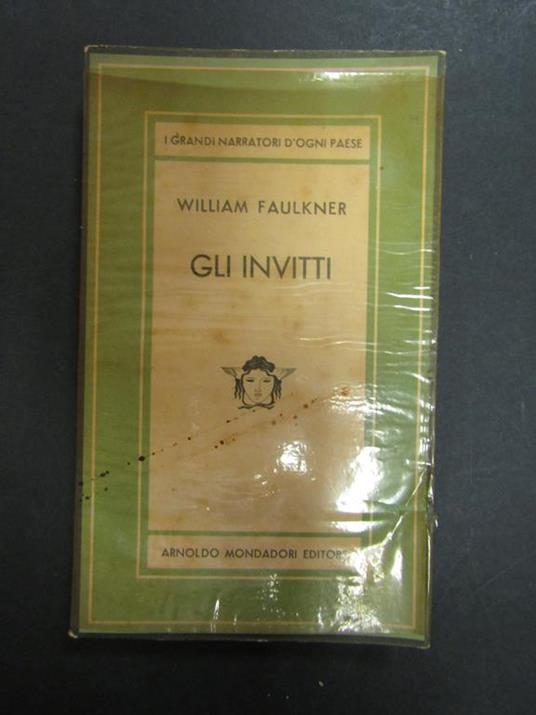 I GRANDI NARRATORI D'OGNI PAESE
WILLIAM FAULKNER
GLI INVITTI
ARNOLDO MONDADORI EDITORE